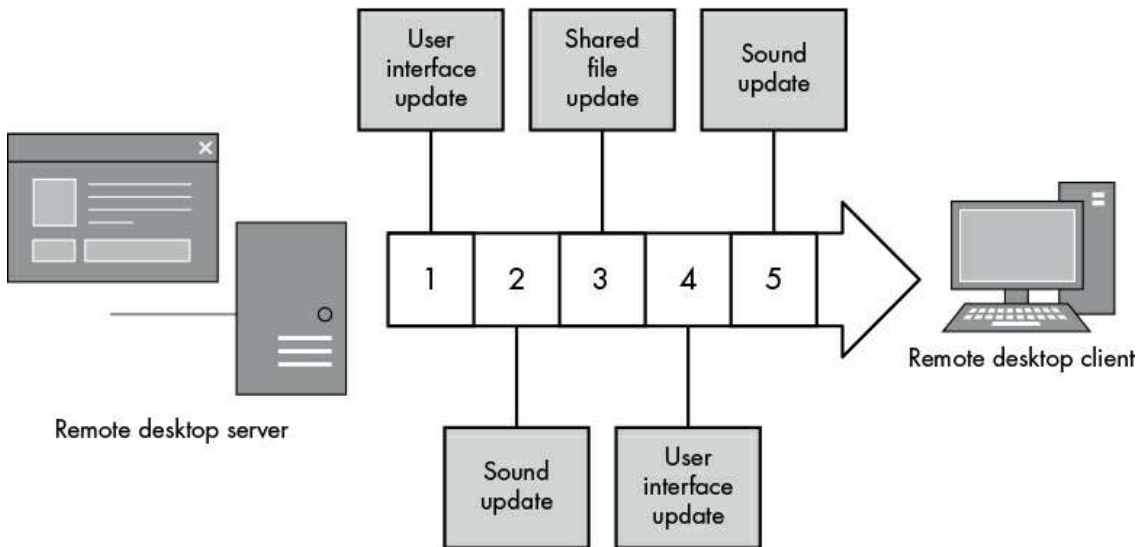 User
interface
update
Shared
file
update
Sound
update
1
2
3
4
5
Remote desktop client
Remote desktop server
Sound
update
User
interface
update